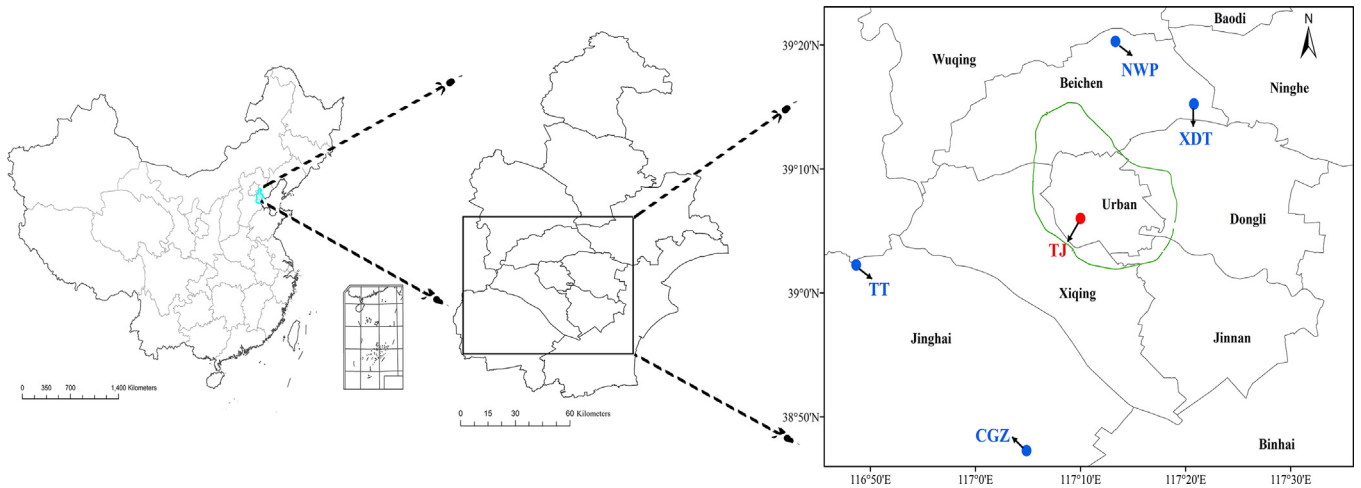 0 350 700 1,400 Kilometers
0 15 30 60 Kilometers
39°20'N
39°10'N
39°0'N
38°50'N
116°50'E
117°0'E
117°10'E
117°20'E
117°30'E
N
Baodi
Wuqing
NWP
Beichen
Ninghe
XDT
Urban
Dongli
TJ
TT
Xiqing
Jinghai
Jinnan
CGZ
Binhai